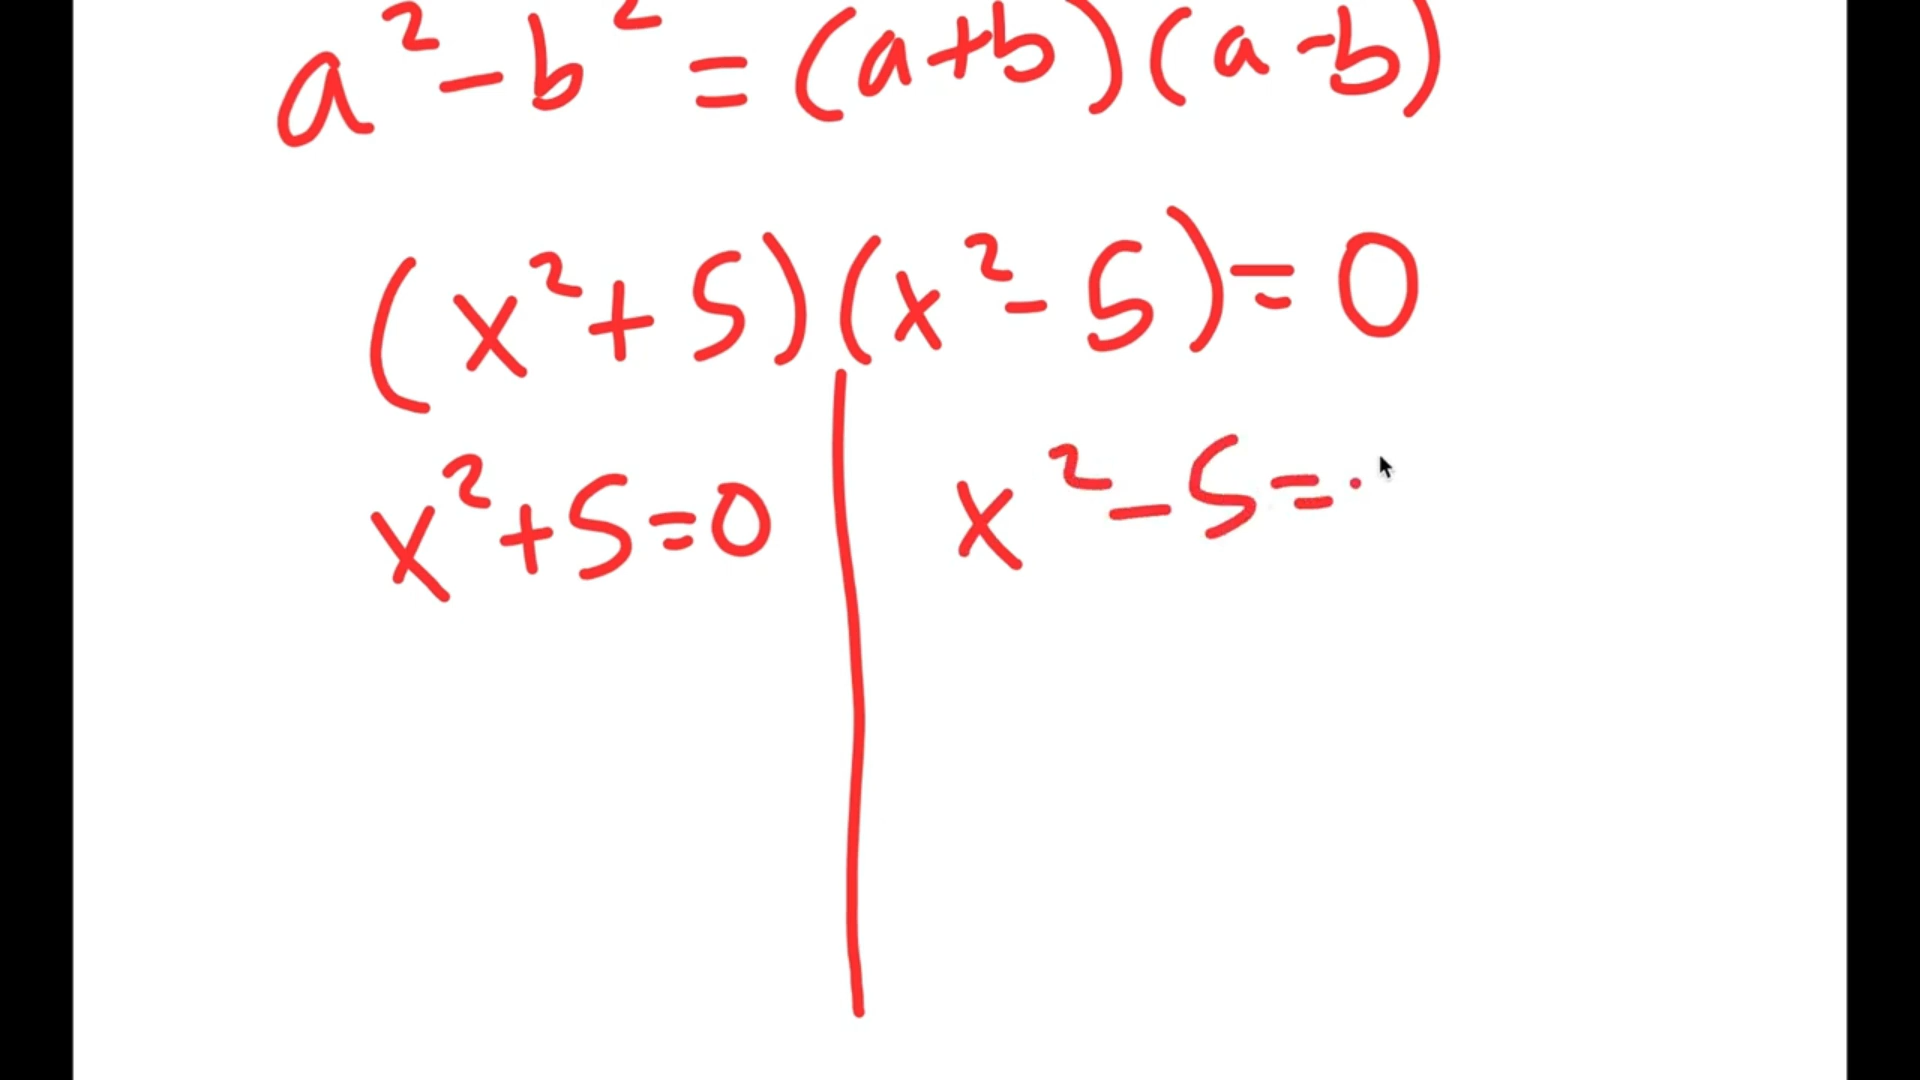 a²-b² = (a+b)(a-b)
(x²+5)(x²-5)=0
x²+5=0
x²-5=